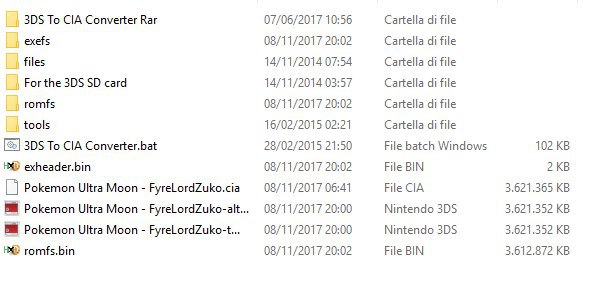 3DS To CIA Converter Rar 07/06/2017 10:56 Cartella di file
exefs 08/11/2017 20:02 Cartella di file
files 14/11/2014 07:54 Cartella di file
For the 3DS SD card 14/11/2014 03:57 Cartella di file
romfs 08/11/2017 20:02 Cartella di file
tools 16/02/2015 02:21 Cartella di file
3DS To CIA Converter.bat 28/02/2015 21:50 File batch Windows 102 KB
exheader.bin 08/11/2017 20:02 File BIN 2 KB
Pokemon Ultra Moon - FyreLordZuko.cia 08/11/2017 06:41 File CIA 3.621.365 KB
Pokemon Ultra Moon - FyreLordZuko-alt... 08/11/2017 20:00 Nintendo 3DS 3.621.352 KB
Pokemon Ultra Moon - FyreLordZuko-t... 08/11/2017 20:00 Nintendo 3DS 3.621.352 KB
romfs.bin 08/11/2017 20:02 File BIN 3.612.872 KB